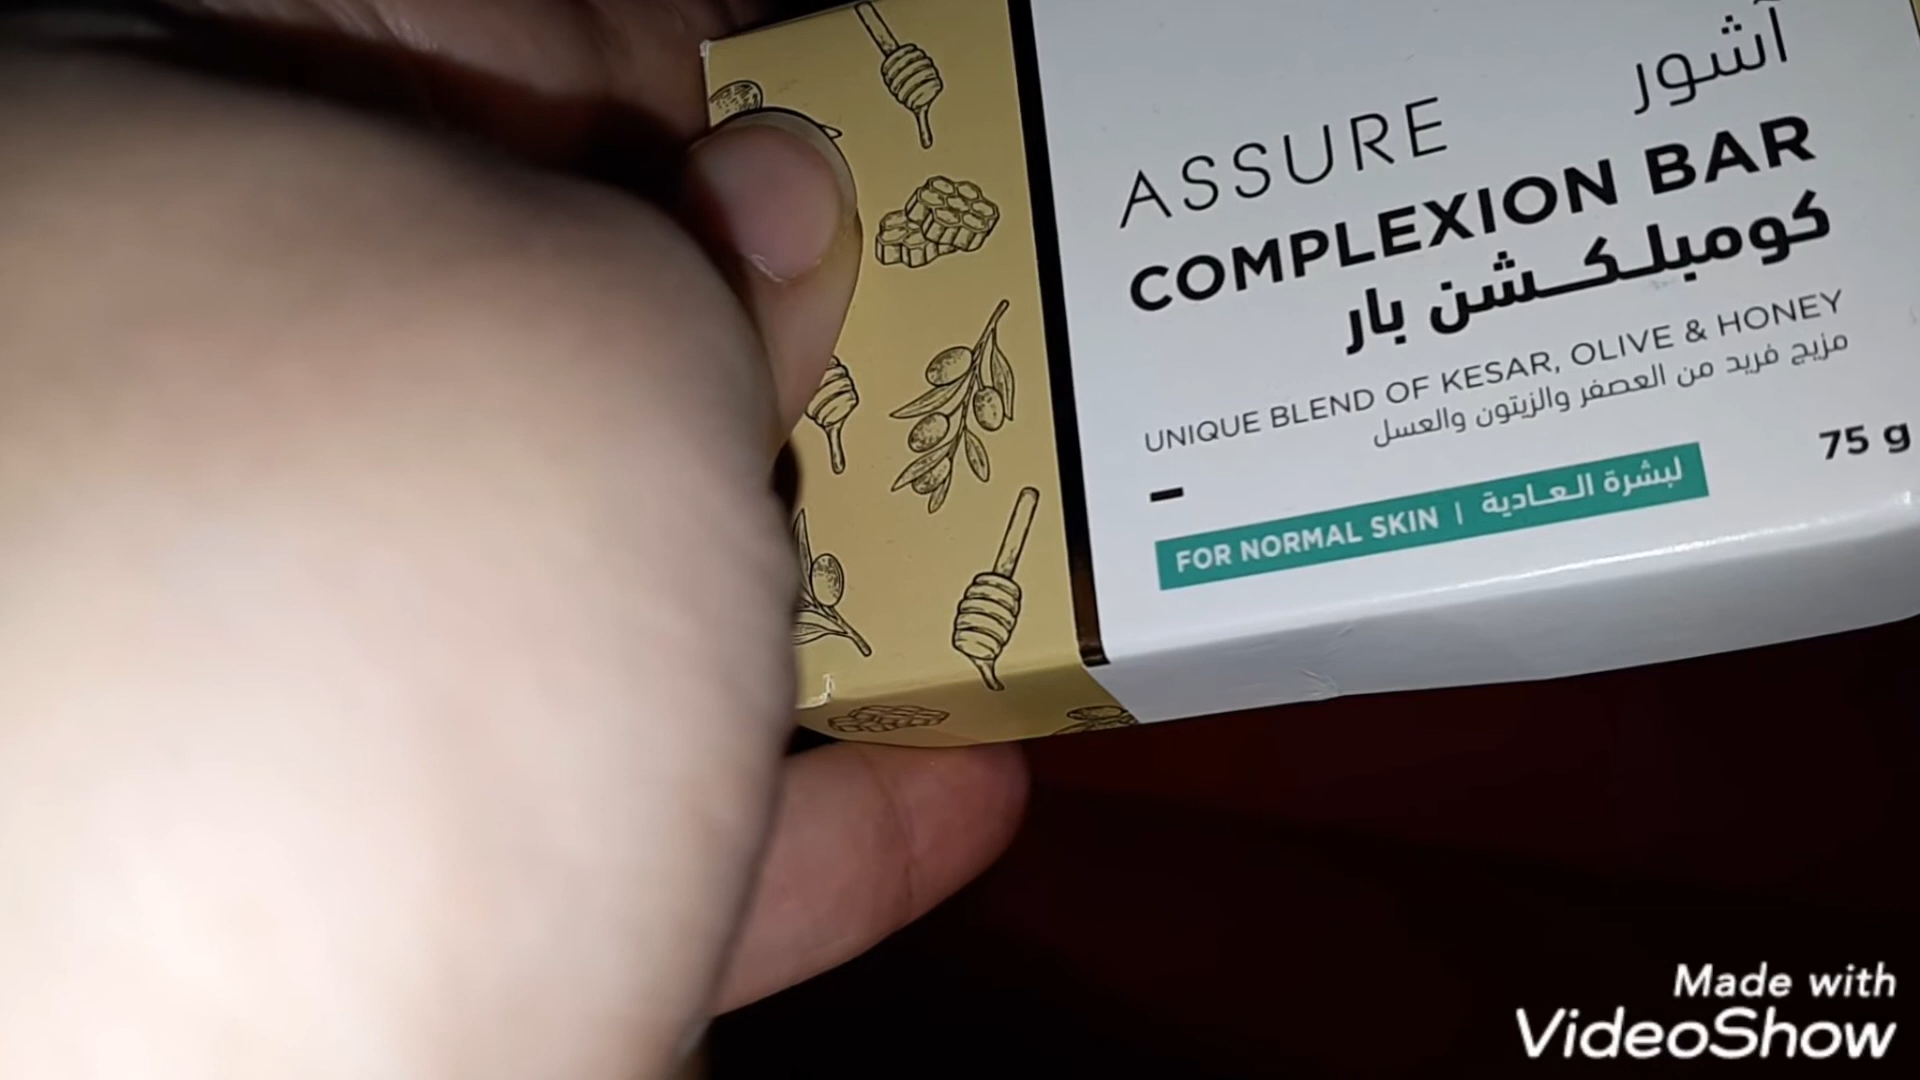 آشور
ASSURE
COMPLEXION BAR
كومبلكشن بار
UNIQUE BLEND OF KESAR, OLIVE & HONEY
مزيج فريد من العصفر والزيتون والعسل
75 g
FOR NORMAL SKIN | لبشرة العادية
Made with
VideoShow